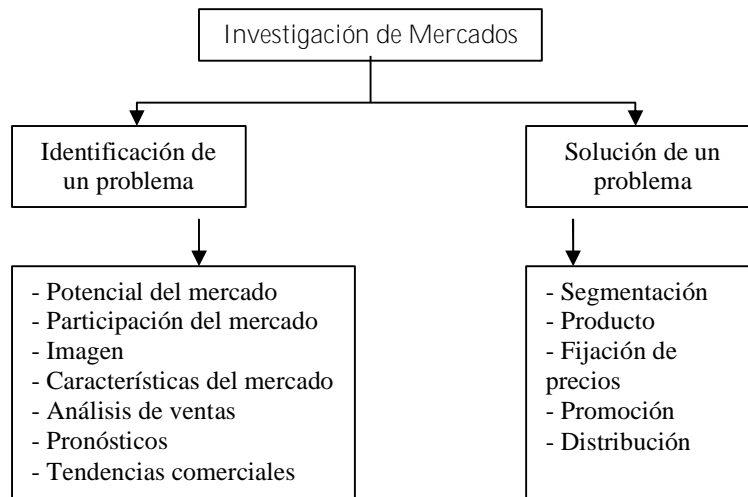 Investigación de Mercados
Identificación de
un problema
Solución de un
problema
- Potencial del mercado
- Participación del mercado
- Imagen
- Características del mercado
- Análisis de ventas
- Pronósticos
- Tendencias comerciales
- Segmentación
- Producto
- Fijación de
precios
- Promoción
- Distribución